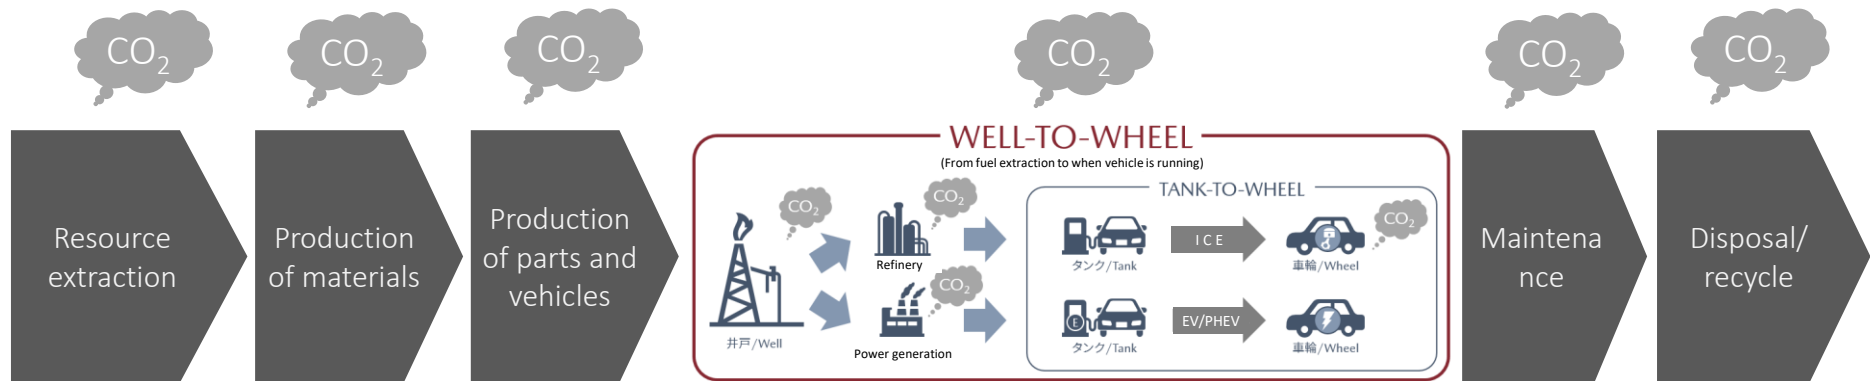 CO2
CO2
CO2
CO2
CO2
CO2
Resource
extraction
Production
of materials
Production
of parts and
vehicles
WELL-TO-WHEEL
(From fuel extraction to when vehicle is running)
TANK-TO-WHEEL
CO2
CO2
CO2
CO2
井戸/Well
Refinery
Power generation
タンク/Tank
ICE
車輪/Wheel
E
タンク/Tank
EV/PHEV
車輪/Wheel
Maintena
nce
Disposal/
recycle